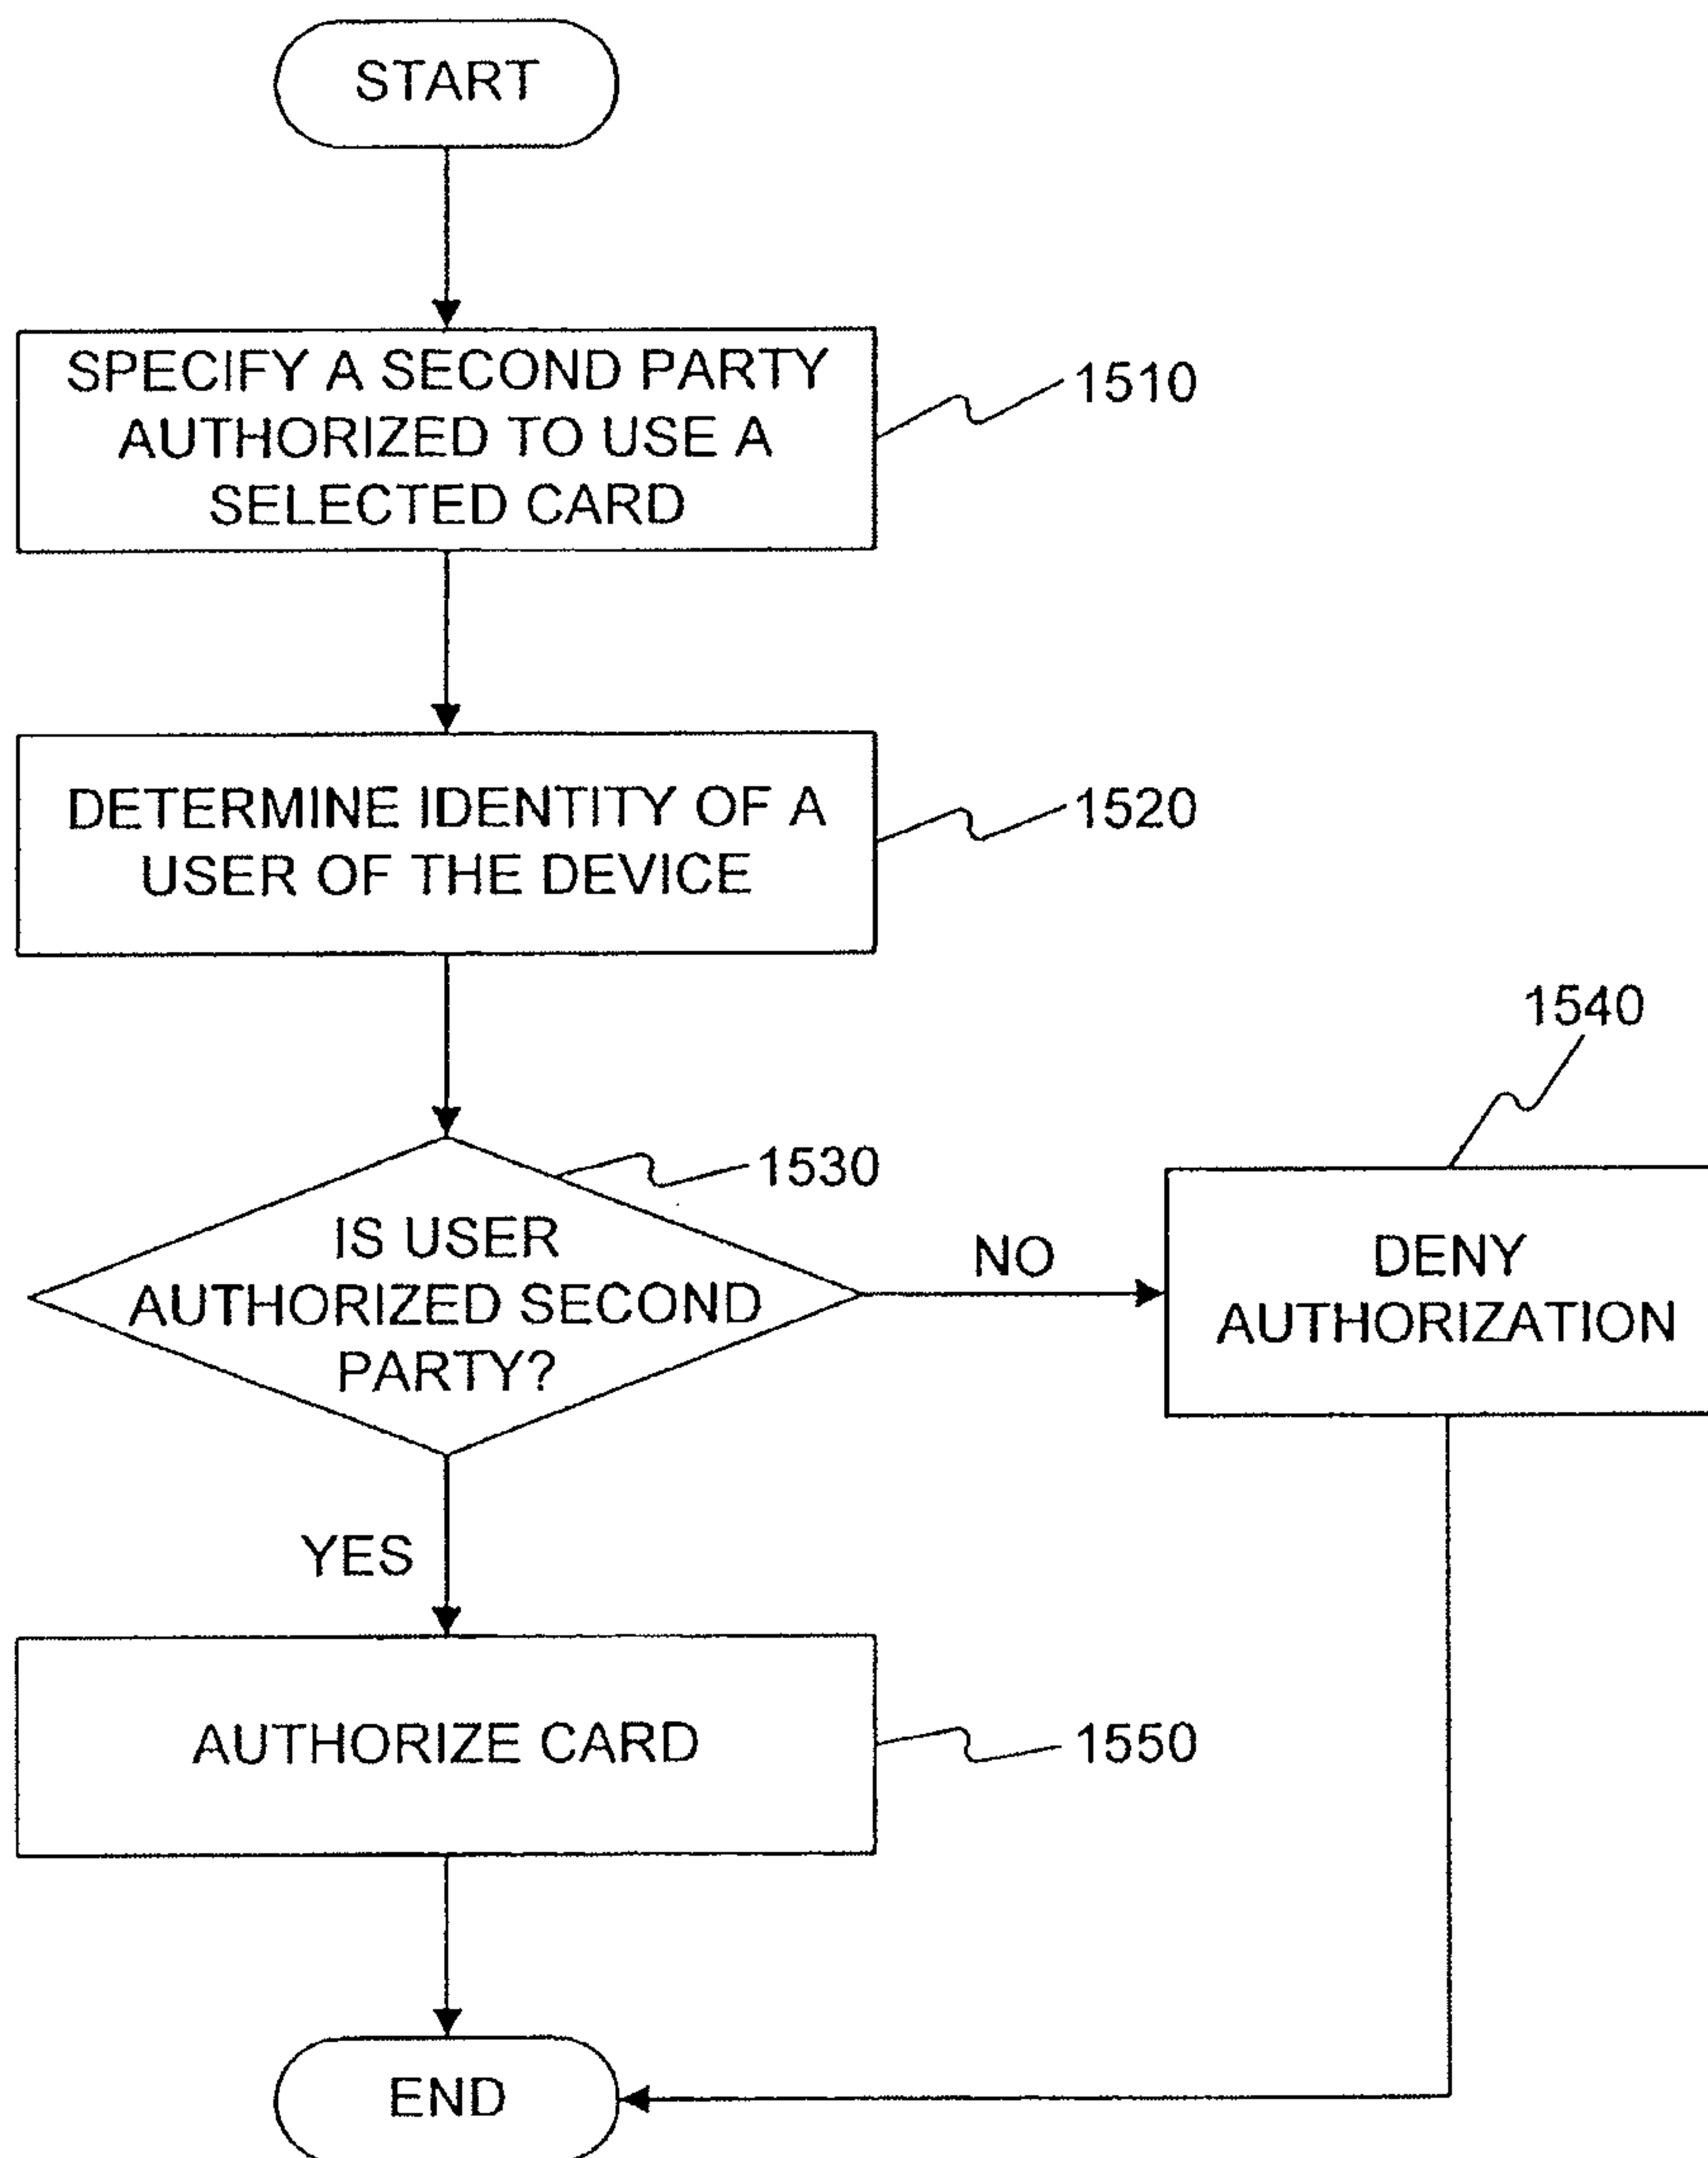 START
SPECIFY A SECOND PARTY
AUTHORIZED TO USE A
SELECTED CARD
1510
DETERMINE IDENTITY OF A
USER OF THE DEVICE
1520
1530
IS USER
AUTHORIZED SECOND
PARTY?
NO
1540
DENY
AUTHORIZATION
YES
AUTHORIZE CARD
1550
END